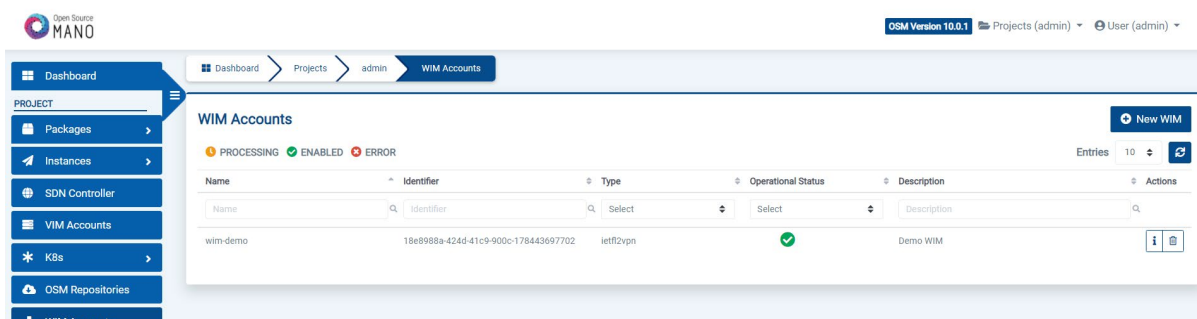 Open Source
MANO
OSM Version 10.0.1 Projects (admin) User (admin)
Dashboard
PROJECT
Packages
Instances
SDN Controller
VIM Accounts
K8s
OSM Repositories
Dashboard Projects admin WIM Accounts
WIM Accounts
New WIM
PROCESSING ENABLED ERROR
Entries 10
Name Identifier Type Operational Status Description Actions
Name Identifier Select Select Description
wim-demo 18e8988a-424d-41c9-900c-178443697702 ietfl2vpn Demo WIM